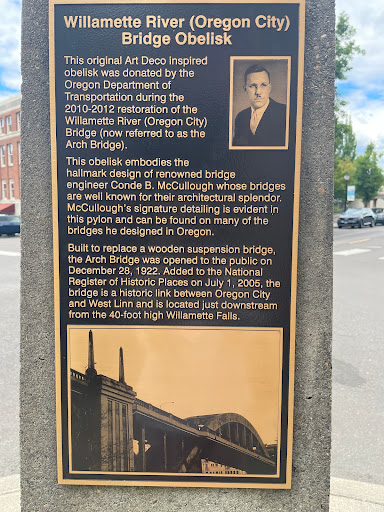 Willamette River (Oregon City)
Bridge Obelisk
This original Art Deco inspired
obelisk was donated by the
Oregon Department of
Transportation during the
2010-2012 restoration of the
Willamette River (Oregon City)
Bridge (now referred to as the
Arch Bridge).
This obelisk embodies the
hallmark design of renowned bridge
engineer Conde B. McCullough whose bridges
are well known for their architectural splendor.
McCullough's signature detailing is evident in
this pylon and can be found on many of the
bridges he designed in Oregon.
Built to replace a wooden suspension bridge,
the Arch Bridge was opened to the public on
December 28, 1922. Added to the National
Register of Historic Places on July 1, 2005, the
bridge is a historic link between Oregon City
and West Linn and is located just downstream
from the 40-foot high Willamette Falls.